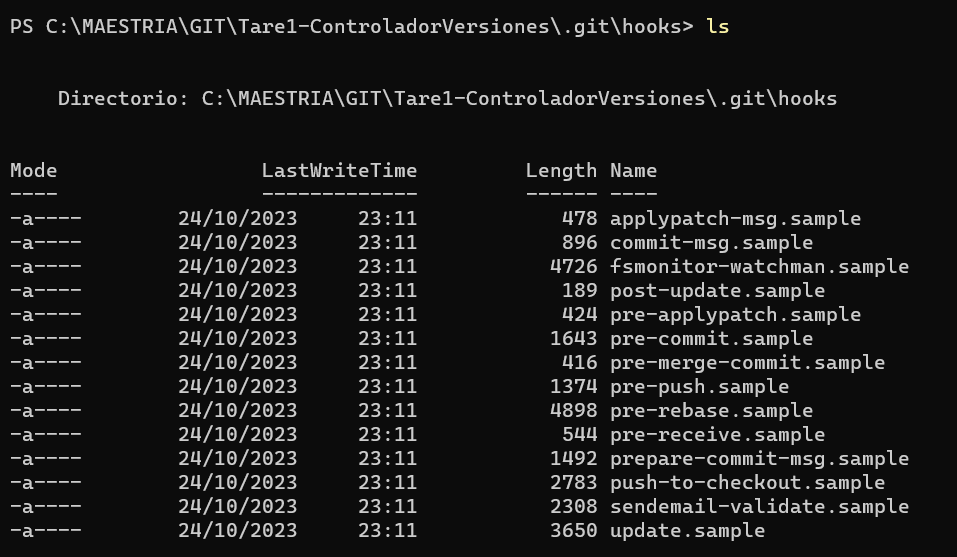 PS C:\MAESTRIA\GIT\Tare1-ControladorVersiones\.git\hooks> ls
Directorio: C:\MAESTRIA\GIT\Tare1-ControladorVersiones\.git\hooks
Mode LastWriteTime Length Name
---- ------------- ------ ----
-a---- 24/10/2023 23:11 478 applypatch-msg.sample
-a---- 24/10/2023 23:11 896 commit-msg.sample
-a---- 24/10/2023 23:11 4726 fsmonitor-watchman.sample
-a---- 24/10/2023 23:11 189 post-update.sample
-a---- 24/10/2023 23:11 424 pre-applypatch.sample
-a---- 24/10/2023 23:11 1643 pre-commit.sample
-a---- 24/10/2023 23:11 416 pre-merge-commit.sample
-a---- 24/10/2023 23:11 1374 pre-push.sample
-a---- 24/10/2023 23:11 4898 pre-rebase.sample
-a---- 24/10/2023 23:11 544 pre-receive.sample
-a---- 24/10/2023 23:11 1492 prepare-commit-msg.sample
-a---- 24/10/2023 23:11 2783 push-to-checkout.sample
-a---- 24/10/2023 23:11 2308 sendemail-validate.sample
-a---- 24/10/2023 23:11 3650 update.sample